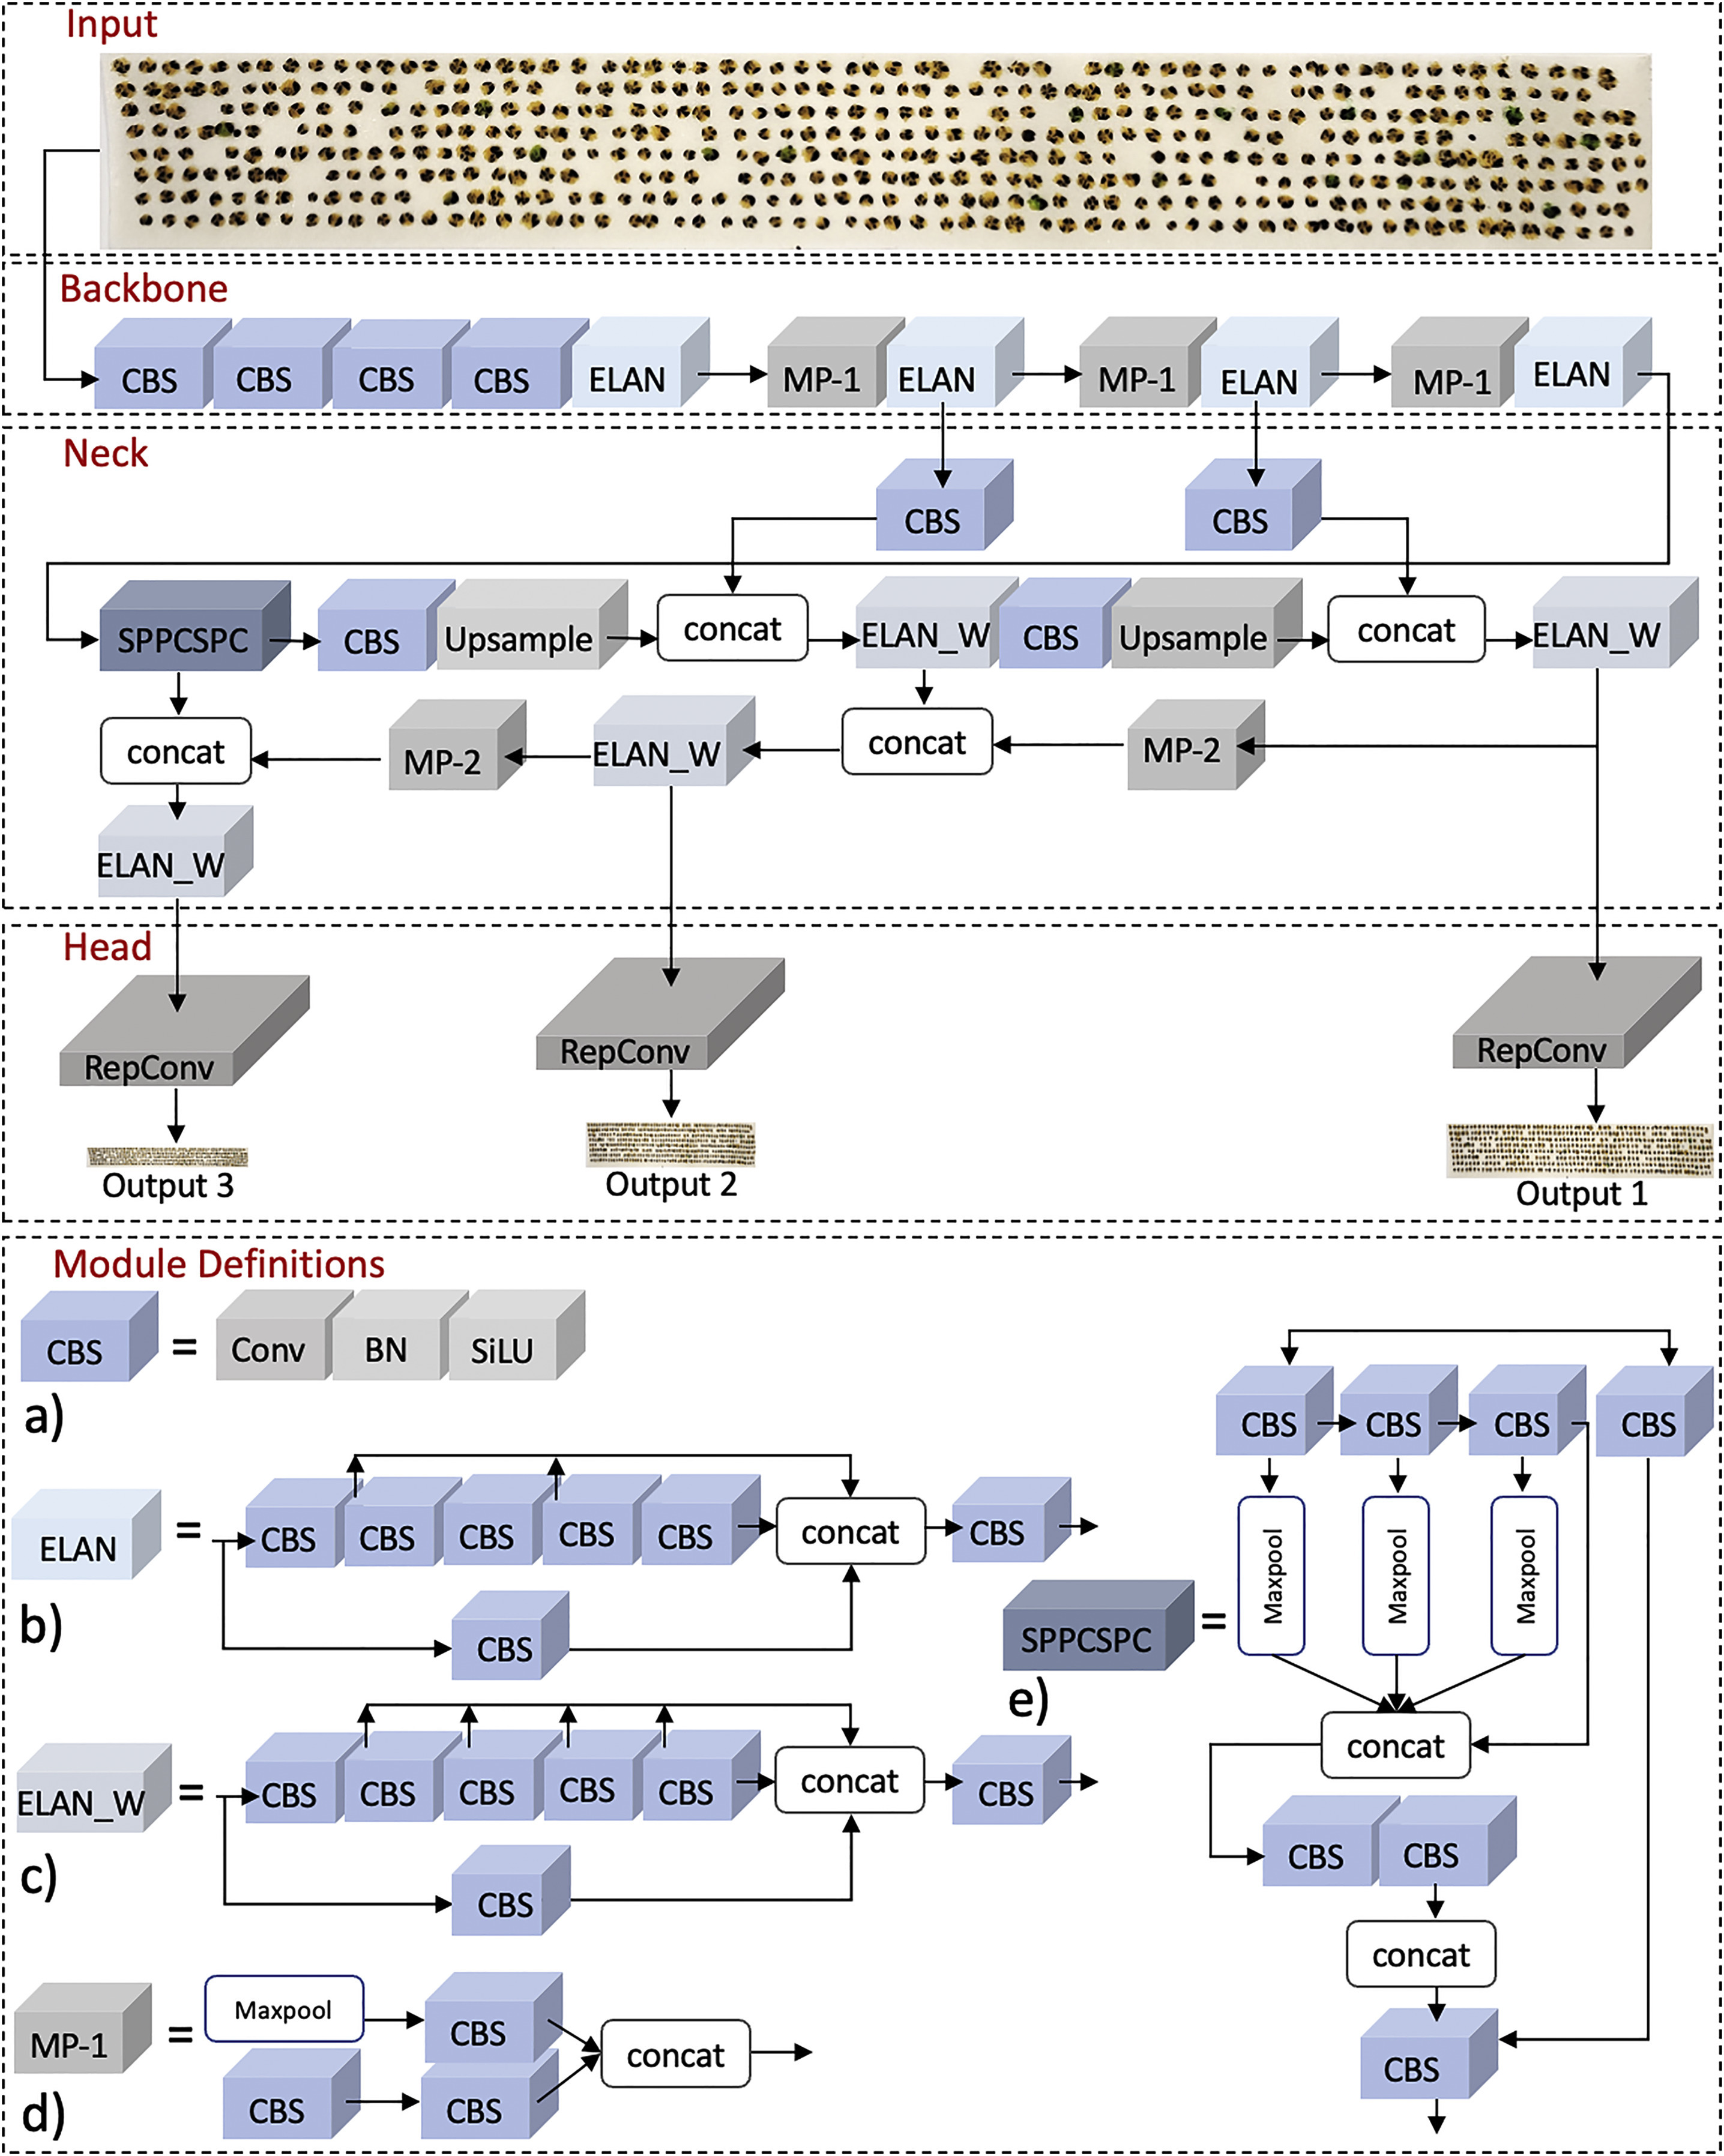 Input
Backbone
CBS CBS CBS CBS ELAN MP-1 ELAN MP-1 ELAN MP-1 ELAN
Neck
CBS CBS
SPPCSPC CBS Upsample concat ELAN_W CBS Upsample concat ELAN_W
concat MP-2 ELAN_W concat MP-2
ELAN_W
Head
RepConv RepConv RepConv
Output 3 Output 2 Output 1
Module Definitions
CBS = Conv BN SiLU
a)
ELAN = CBS CBS CBS CBS CBS concat CBS
CBS
b)
ELAN_W = CBS CBS CBS CBS CBS concat CBS
CBS
c)
MP-1 = Maxpool CBS concat
CBS CBS
d)
CBS CBS CBS CBS
SPPCSPC = Maxpool Maxpool Maxpool
e)
concat
CBS CBS
concat
CBS